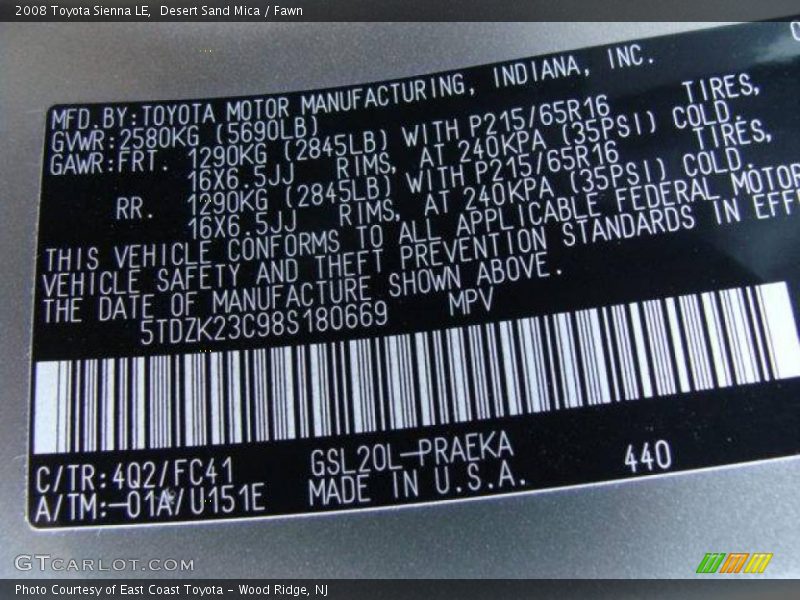 2008 Toyota Sienna LE, Desert Sand Mica / Fawn
MFD.BY:TOYOTA MOTOR MANUFACTURING, INDIANA, INC.
GVWR:2580KG (5690LB)
GAWR:FRT. 1290KG (2845LB) WITH P215/65R16 TIRES,
16X6.5JJ RIMS, AT 240KPA (35PSI) COLD.
RR. 1290KG (2845LB) WITH P215/65R16 TIRES,
16X6.5JJ RIMS, AT 240KPA (35PSI) COLD.
THIS VEHICLE CONFORMS TO ALL APPLICABLE FEDERAL MOTOR
VEHICLE SAFETY AND THEFT PREVENTION STANDARDS IN EFF
THE DATE OF MANUFACTURE SHOWN ABOVE.
5TDZK23C98S180669 MPV
C/TR:4Q2/FC41 GSL20L-PRAEKA 440
A/TM:-01A/U151E MADE IN U.S.A.
GTCARLOT.COM
Photo Courtesy of East Coast Toyota - Wood Ridge, NJ